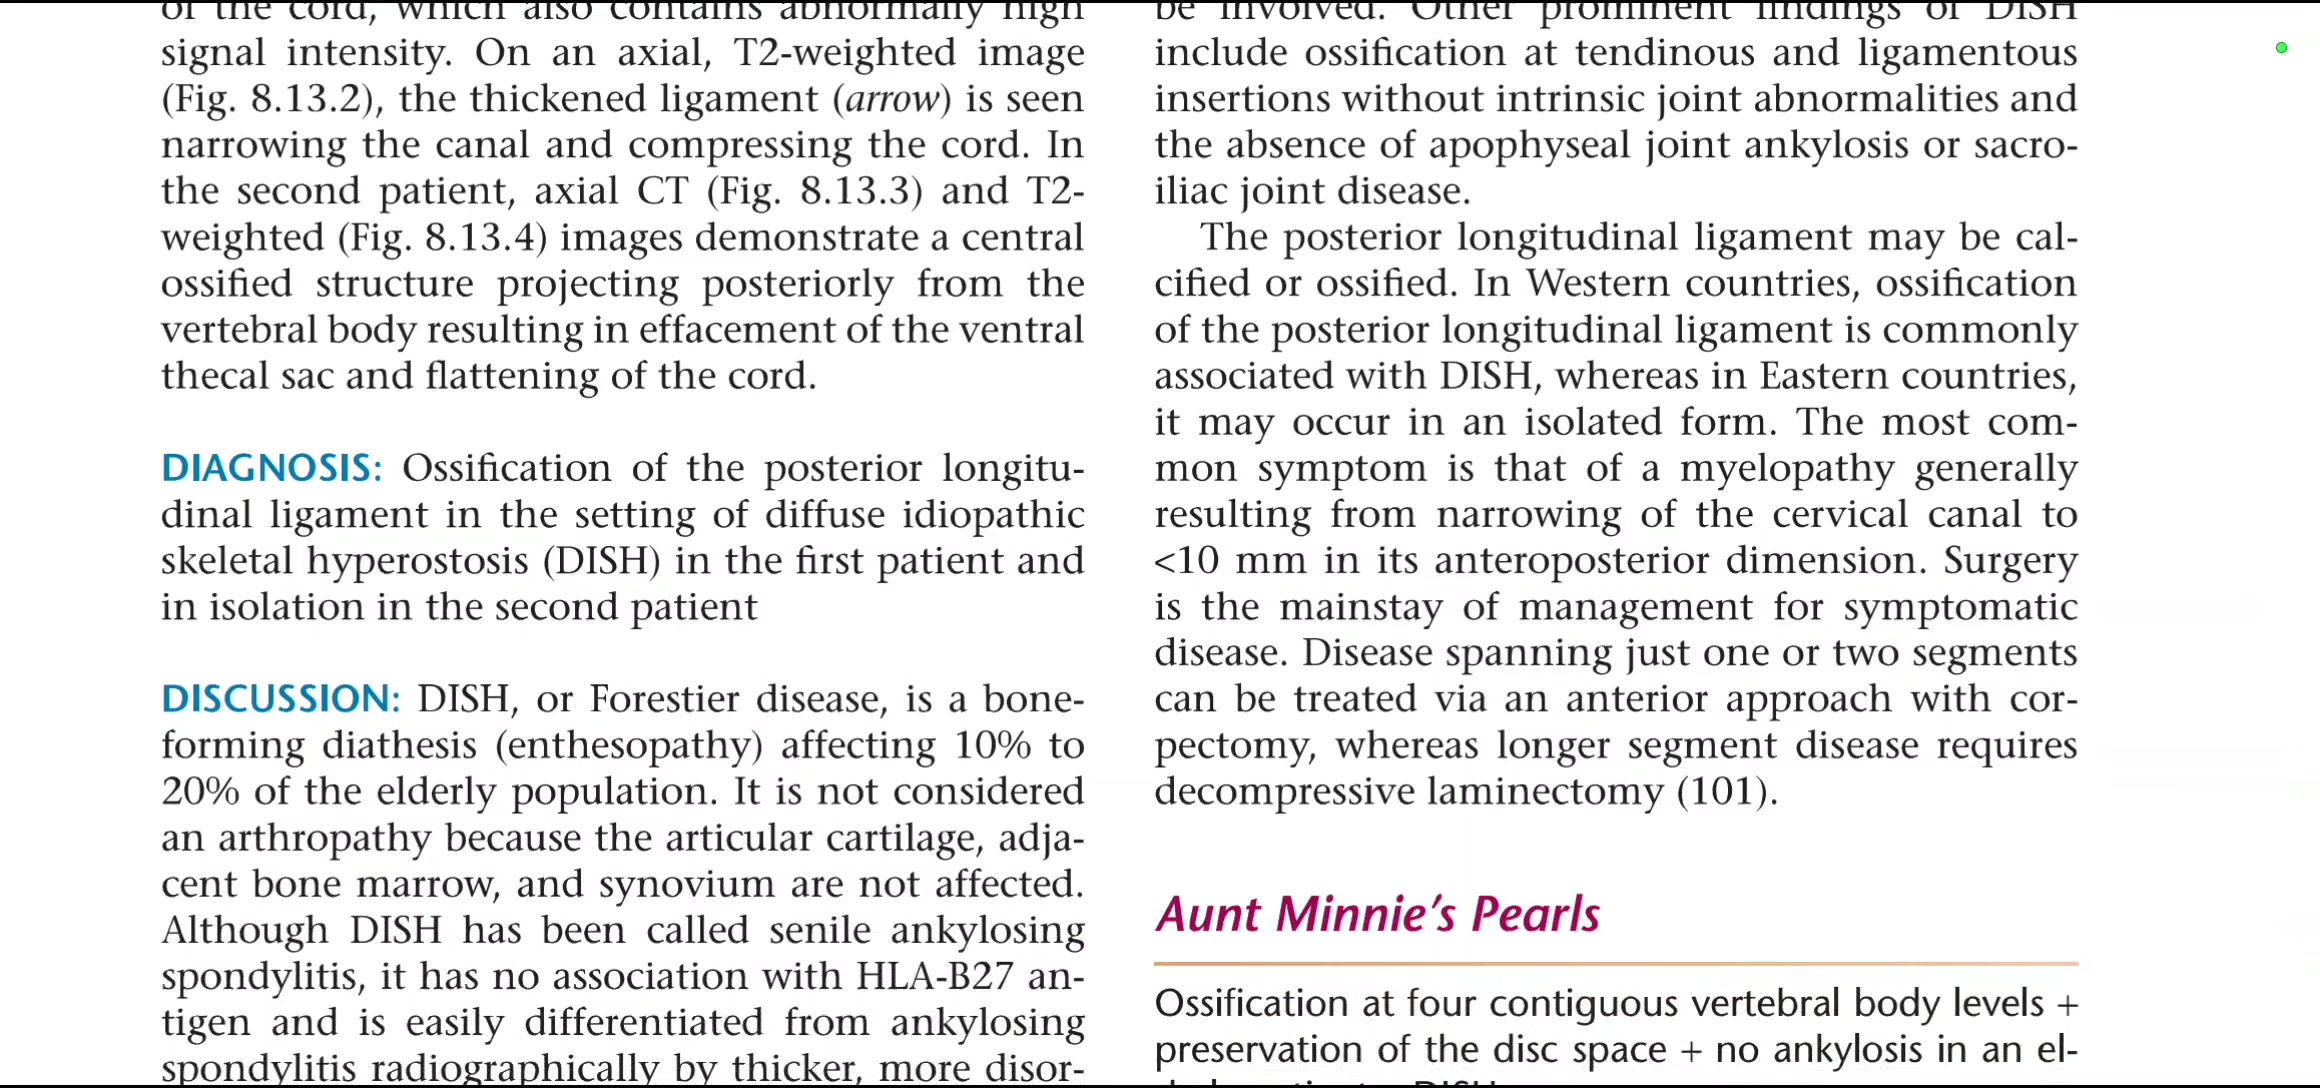 of the cord, which also contains abnormally high
signal intensity. On an axial, T2-weighted image
(Fig. 8.13.2), the thickened ligament (arrow) is seen
narrowing the canal and compressing the cord. In
the second patient, axial CT (Fig. 8.13.3) and T2-
weighted (Fig. 8.13.4) images demonstrate a central
ossified structure projecting posteriorly from the
vertebral body resulting in effacement of the ventral
thecal sac and flattening of the cord.
DIAGNOSIS: Ossification of the posterior longitu-
dinal ligament in the setting of diffuse idiopathic
skeletal hyperostosis (DISH) in the first patient and
in isolation in the second patient
DISCUSSION: DISH, or Forestier disease, is a bone-
forming diathesis (enthesopathy) affecting 10% to
20% of the elderly population. It is not considered
an arthropathy because the articular cartilage, adja-
cent bone marrow, and synovium are not affected.
Although DISH has been called senile ankylosing
spondylitis, it has no association with HLA-B27 an-
tigen and is easily differentiated from ankylosing
spondylitis radiographically by thicker, more disor-
be involved. Other prominent findings of DISH
include ossification at tendinous and ligamentous
insertions without intrinsic joint abnormalities and
the absence of apophyseal joint ankylosis or sacro-
iliac joint disease.
The posterior longitudinal ligament may be cal-
cified or ossified. In Western countries, ossification
of the posterior longitudinal ligament is commonly
associated with DISH, whereas in Eastern countries,
it may occur in an isolated form. The most com-
mon symptom is that of a myelopathy generally
resulting from narrowing of the cervical canal to
<10 mm in its anteroposterior dimension. Surgery
is the mainstay of management for symptomatic
disease. Disease spanning just one or two segments
can be treated via an anterior approach with cor-
pectomy, whereas longer segment disease requires
decompressive laminectomy (101).
Aunt Minnie's Pearls
Ossification at four contiguous vertebral body levels +
preservation of the disc space + no ankylosis in an el-